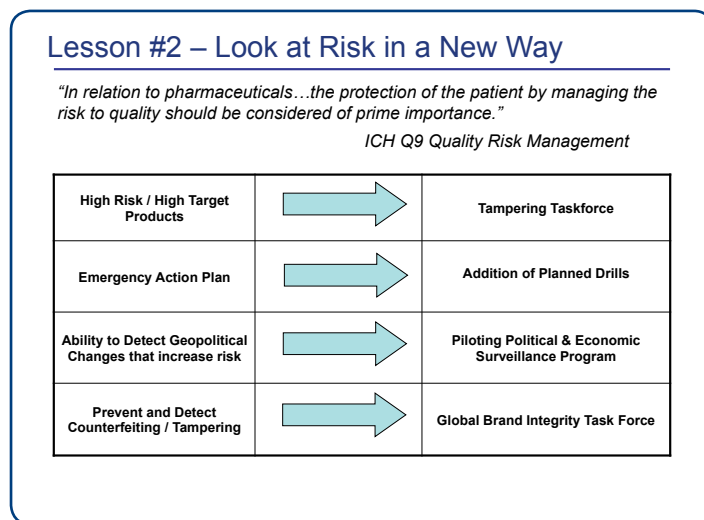 Lesson #2 – Look at Risk in a New Way
“In relation to pharmaceuticals…the protection of the patient by managing the
risk to quality should be considered of prime importance.”
ICH Q9 Quality Risk Management
High Risk / High Target
Products
Tampering Taskforce
Emergency Action Plan
Addition of Planned Drills
Ability to Detect Geopolitical
Changes that increase risk
Piloting Political & Economic
Surveillance Program
Prevent and Detect
Counterfeiting / Tampering
Global Brand Integrity Task Force